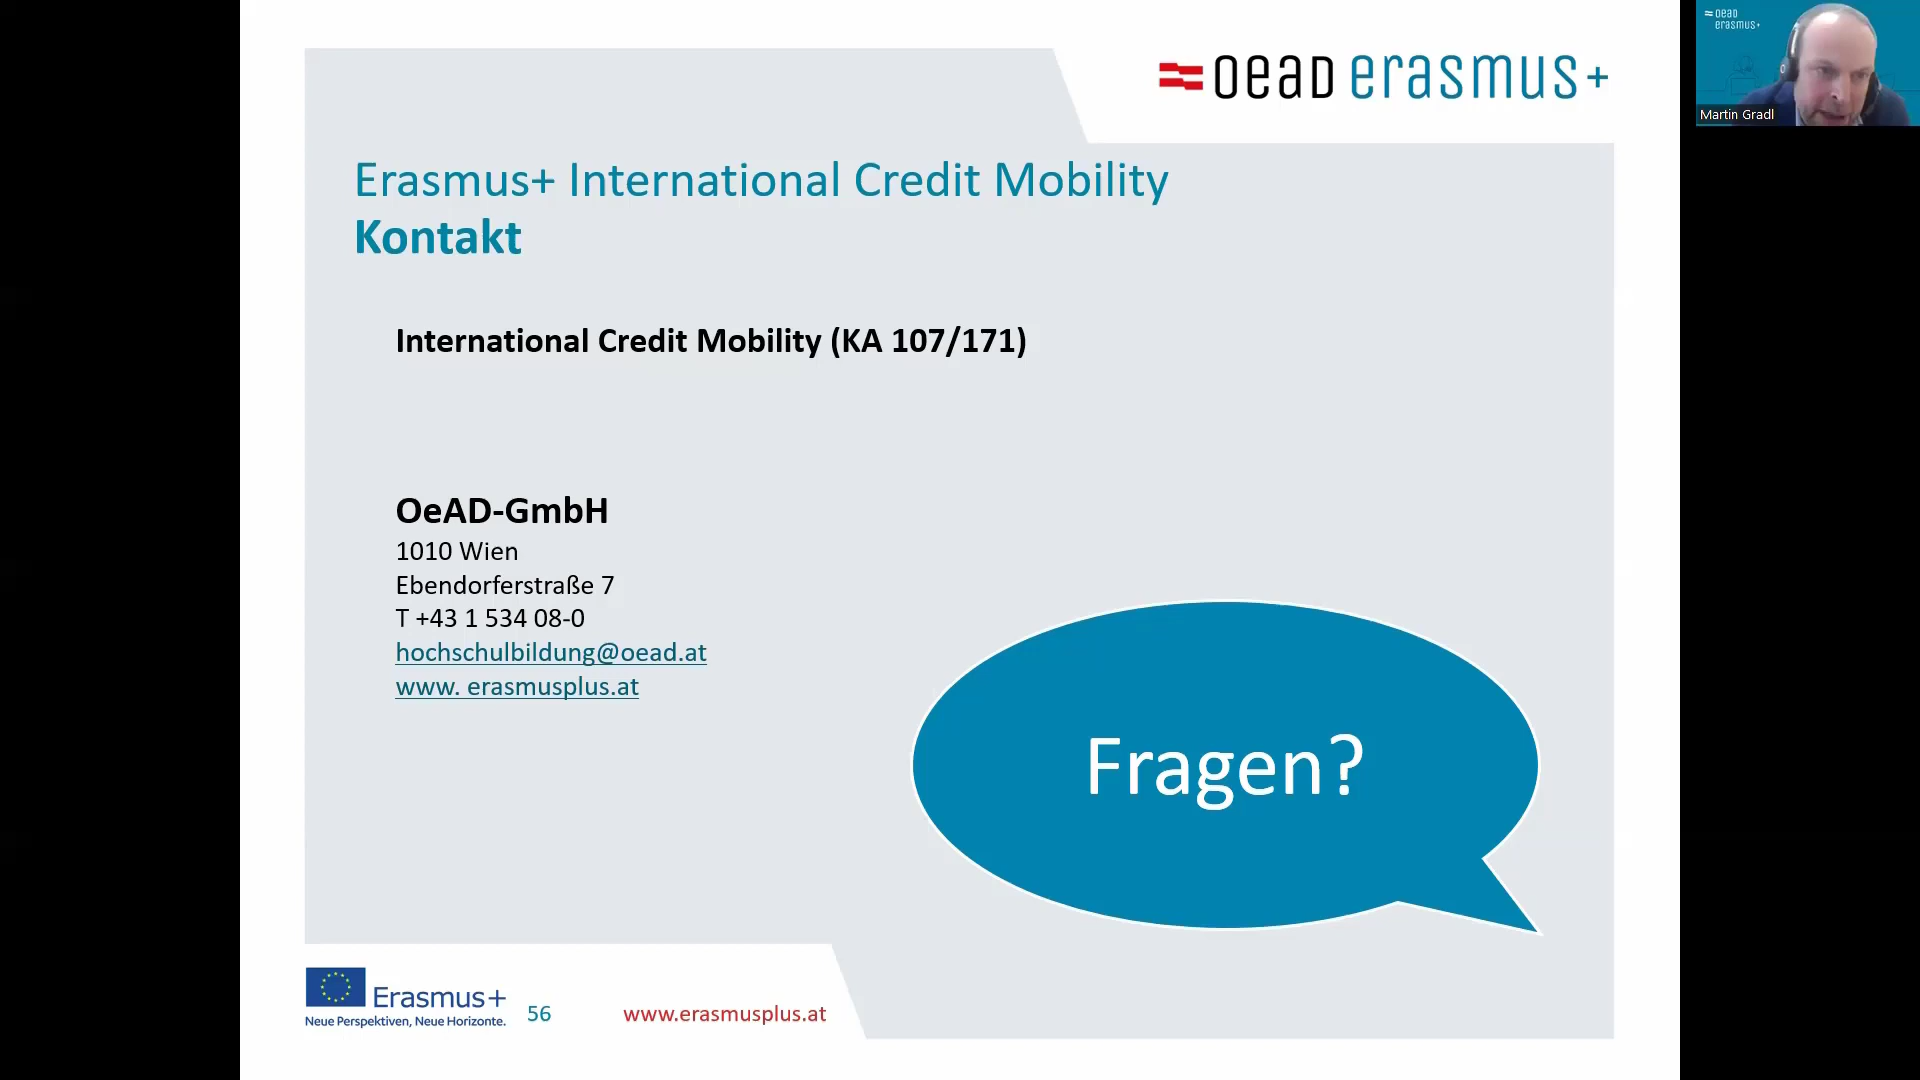 oead erasmus+
Erasmus+ International Credit Mobility
Kontakt
International Credit Mobility (KA 107/171)
OeAD-GmbH
1010 Wien
Ebendorferstraße 7
T +43 1 534 08-0
hochschulbildung@oead.at
www. erasmusplus.at
Fragen?
Erasmus+
Neue Perspektiven, Neue Horizonte.
56
www.erasmusplus.at
oead
erasmus+
Martin Gradl